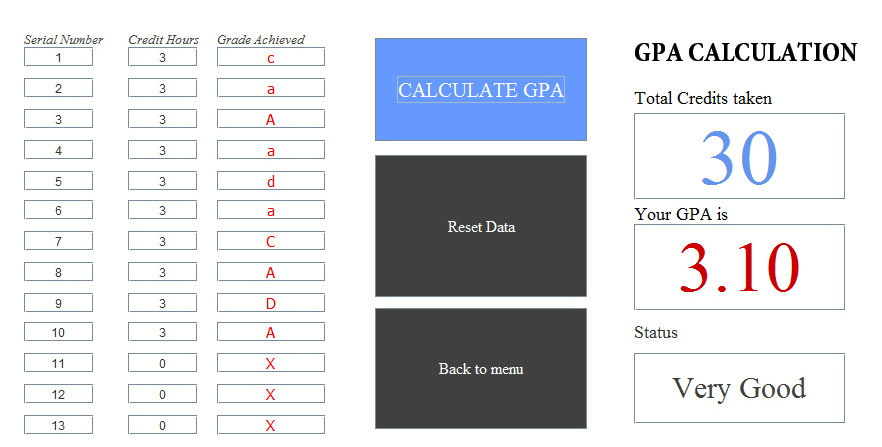 Serial Number Credit Hours Grade Achieved
1 3 c
2 3 a
3 3 A
4 3 a
5 3 d
6 3 a
7 3 C
8 3 A
9 3 D
10 3 A
11 0 X
12 0 X
13 0 X
CALCULATE GPA
Reset Data
Back to menu
GPA CALCULATION
Total Credits taken
30
Your GPA is
3.10
Status
Very Good